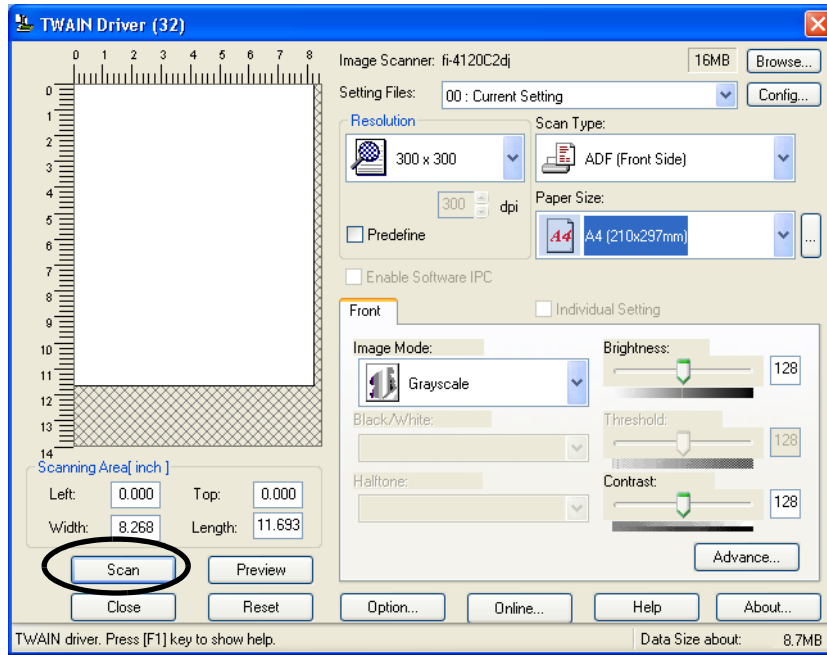 TWAIN Driver (32)
0 1 2 3 4 5 6 7 8
0
1
2
3
4
5
6
7
8
9
10
11
12
13
14
Scanning Area[ inch ]
Left: 0.000 Top: 0.000
Width: 8.268 Length: 11.693
Scan Preview
Close Reset
Image Scanner: fi-4120C2dj 16MB Browse...
Setting Files: 00 : Current Setting Config...
Resolution
300 x 300
300 dpi
Predefine
Scan Type:
ADF (Front Side)
Paper Size:
A4 A4 (210x297mm) ...
Enable Software IPC
Front Individual Setting
Image Mode:
Grayscale
Black/White:
Halftone:
Brightness:
128
Threshold:
128
Contrast:
128
Advance...
Option... Online... Help About...
TWAIN driver. Press [F1] key to show help. Data Size about: 8.7MB